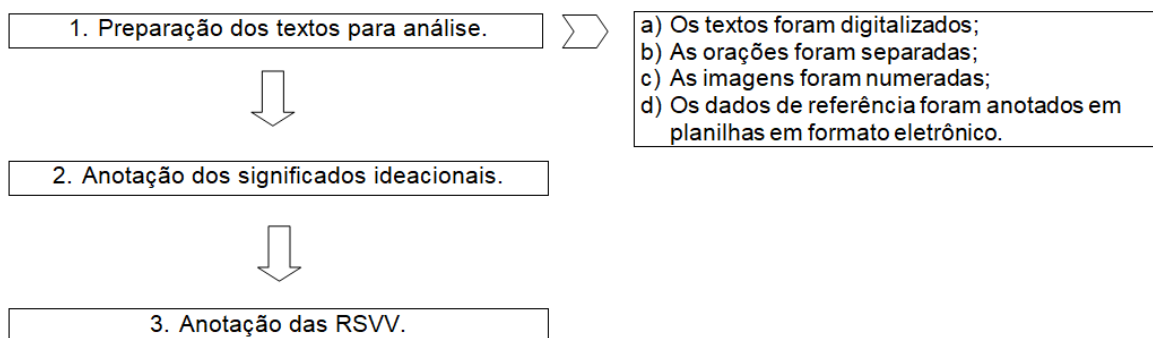 1. Preparação dos textos para análise.
a) Os textos foram digitalizados;
b) As orações foram separadas;
c) As imagens foram numeradas;
d) Os dados de referência foram anotados em
planilhas em formato eletrônico.
2. Anotação dos significados ideacionais.
3. Anotação das RSVV.